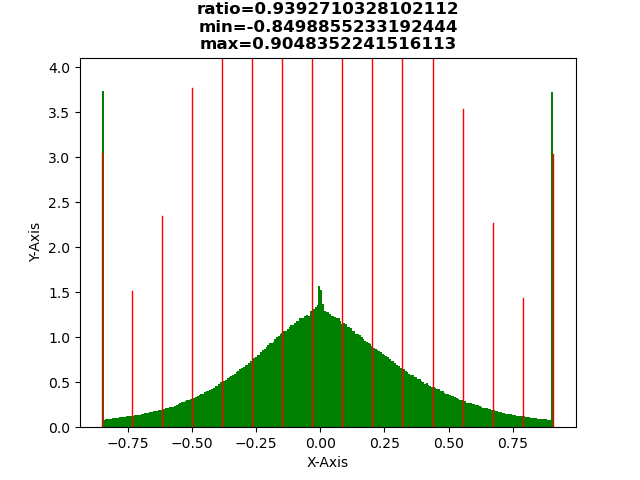 ratio=0.9392710328102112
min=-0.8498855233192444
max=0.9048352241516113
4.0
3.5
3.0
2.5
2.0
1.5
1.0
0.5
0.0
Y-Axis
−0.75 −0.50 −0.25 0.00 0.25 0.50 0.75
X-Axis